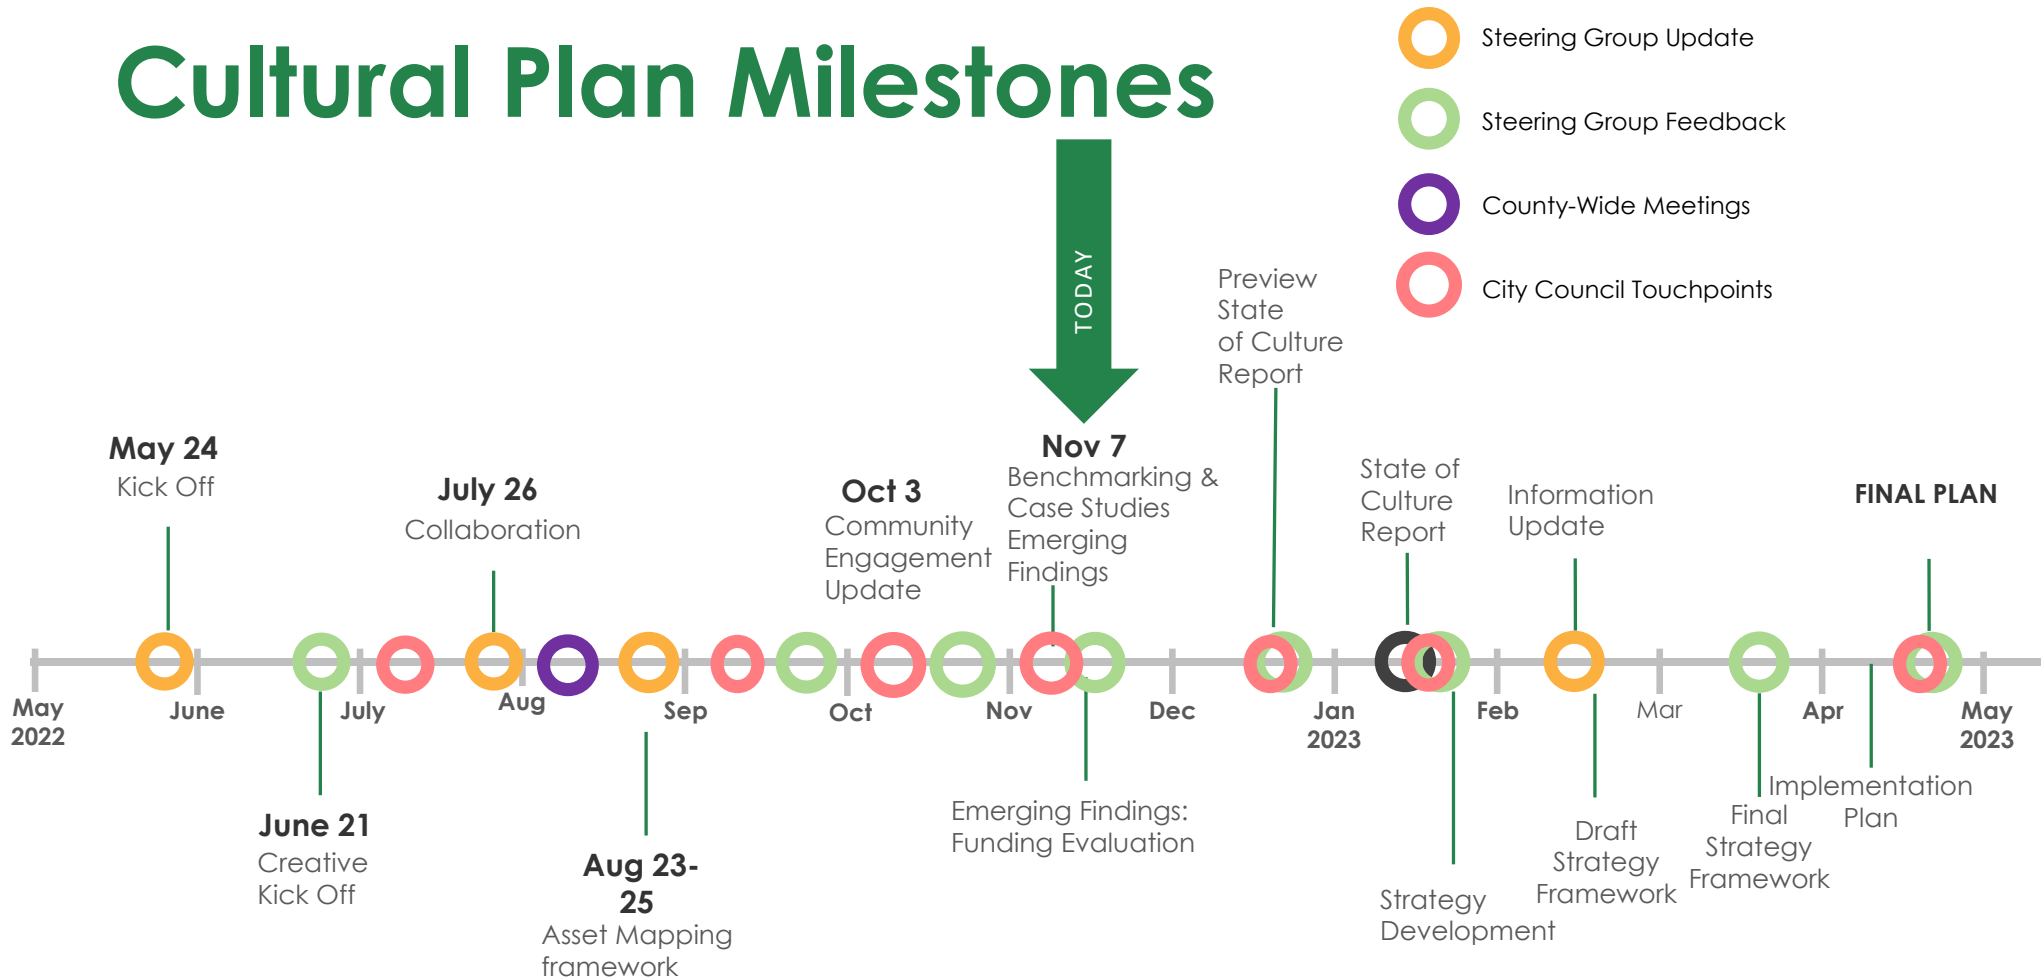 Cultural Plan Milestones
Steering Group Update
Steering Group Feedback
County-Wide Meetings
City Council Touchpoints
TODAY
Preview
State
of Culture
Report
May 24
Kick Off
July 26
Collaboration
Oct 3
Community
Engagement
Update
Nov 7
Benchmarking &
Case Studies
Emerging
Findings
State of
Culture
Report
Information
Update
FINAL PLAN
May
2022
June
July
Aug
Sep
Oct
Nov
Dec
Jan
2023
Feb
Mar
Apr
May
2023
June 21
Creative
Kick Off
Aug 23-
25
Asset Mapping
framework
Emerging Findings:
Funding Evaluation
Strategy
Development
Draft
Strategy
Framework
Final
Strategy
Framework
Implementation
Plan